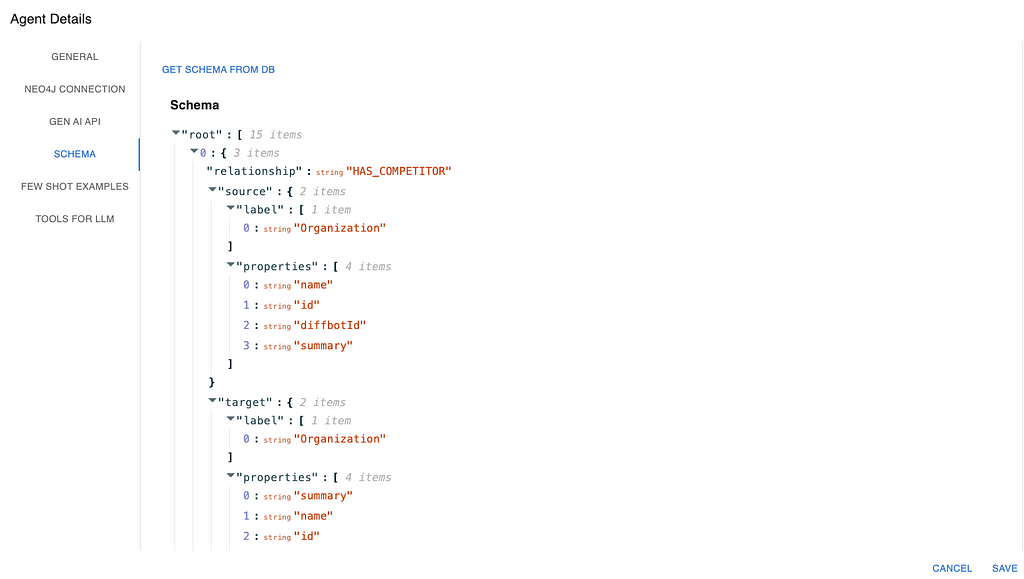 Agent Details
GENERAL
NEO4J CONNECTION
GEN AI API
SCHEMA
FEW SHOT EXAMPLES
TOOLS FOR LLM
GET SCHEMA FROM DB
Schema
"root" : [ 15 items
0 : { 3 items
"relationship" : string "HAS_COMPETITOR"
"source" : { 2 items
"label" : [ 1 item
0 : string "Organization"
]
"properties" : [ 4 items
0 : string "name"
1 : string "id"
2 : string "diffbotId"
3 : string "summary"
]
}
"target" : { 2 items
"label" : [ 1 item
0 : string "Organization"
]
"properties" : [ 4 items
0 : string "summary"
1 : string "name"
2 : string "id"
CANCEL SAVE